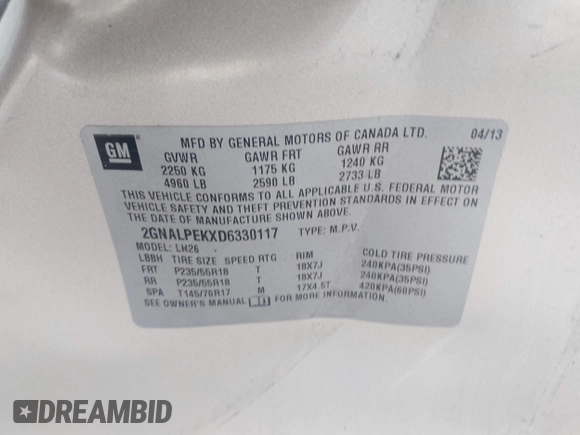 GM
MFD BY GENERAL MOTORS OF CANADA LTD. 04/13
GVWR GAWR FRT GAWR RR
2250 KG 1175 KG 1240 KG
4960 LB 2590 LB 2733 LB
THIS VEHICLE CONFORMS TO ALL APPLICABLE U.S. FEDERAL MOTOR
VEHICLE SAFETY AND THEFT PREVENTION STANDARDS IN EFFECT ON THE
DATE OF MANUFACTURE SHOWN ABOVE.
2GNALPEKXD6330117 TYPE: M.P.V.
MODEL: LH26
LBBH TIRE SIZE SPEED RTG RIM COLD TIRE PRESSURE
FRT P235/55R18 T 18X7J 240KPA(35PSI)
RR P235/55R18 T 18X7J 240KPA(35PSI)
SPA T145/70R17 M 17X4.5T 420KPA(60PSI)
SEE OWNER'S MANUAL FOR MORE INFORMATION.
DREAMBID